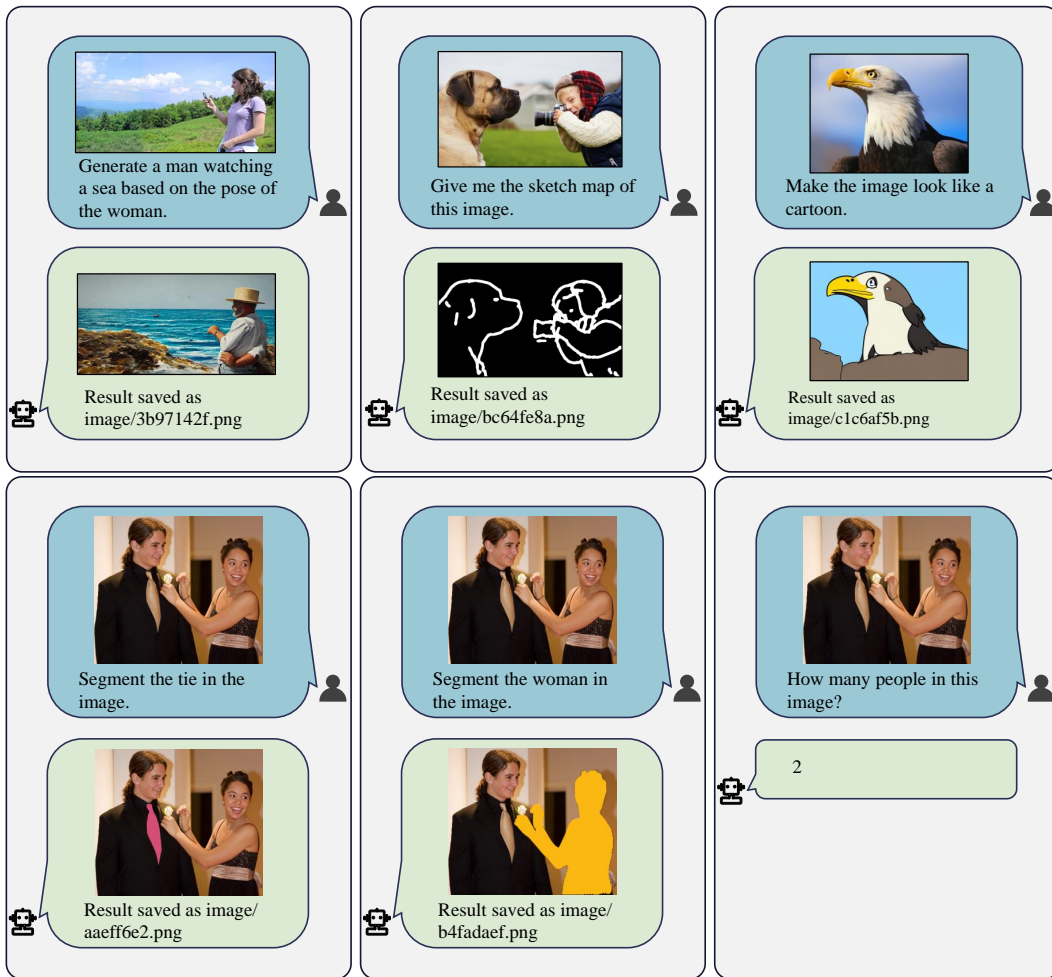 Generate a man watching
a sea based on the pose of
the woman.
Result saved as
image/3b97142f.png
Give me the sketch map of
this image.
Result saved as
image/bc64fe8a.png
Make the image look like a
cartoon.
Result saved as
image/c1c6af5b.png
Segment the tie in the
image.
Result saved as image/
aaeff6e2.png
Segment the woman in
the image.
Result saved as image/
b4fadaef.png
How many people in this
image?
2